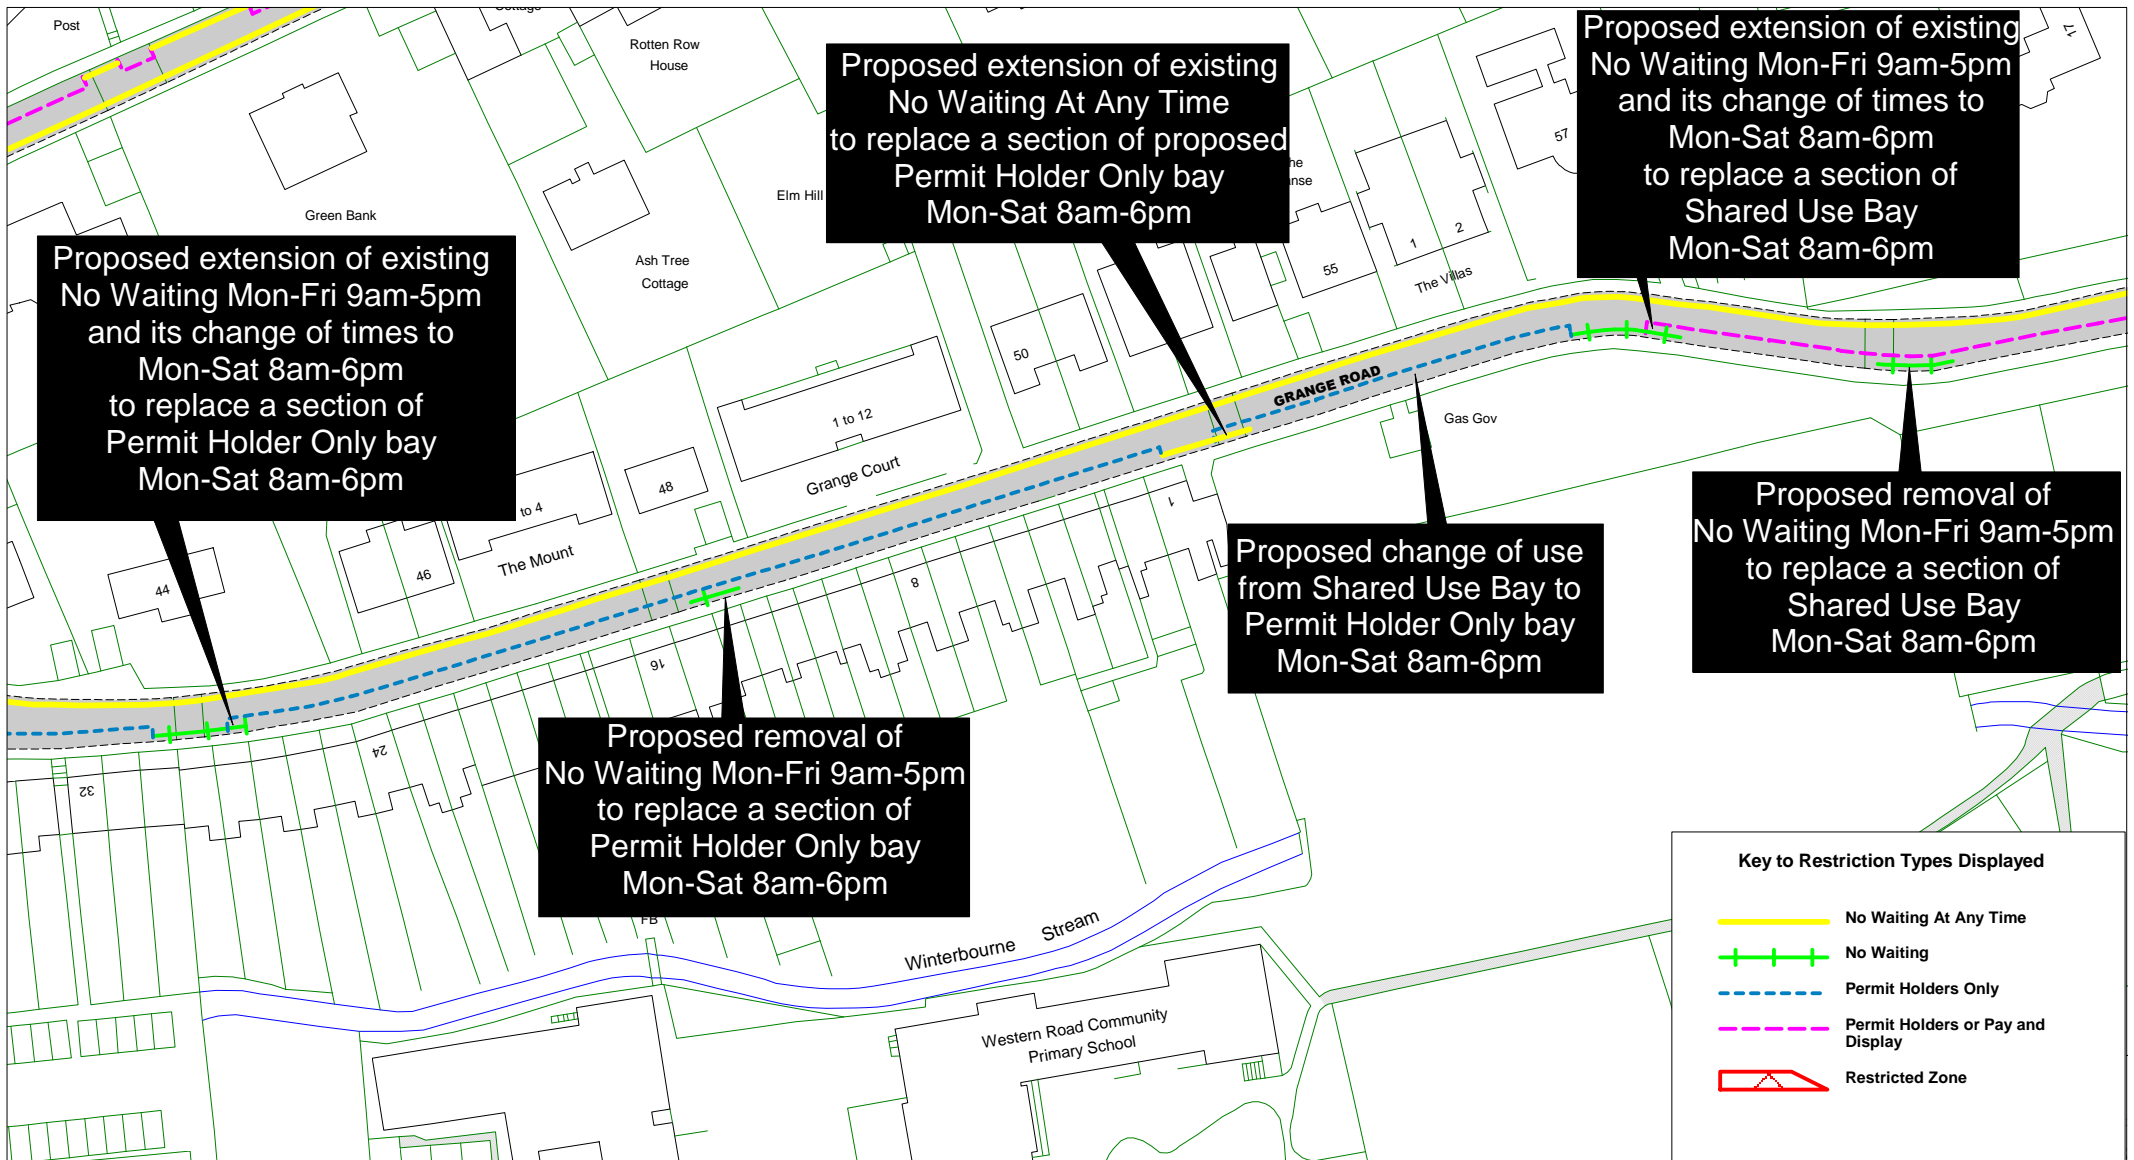 Post
Cottage
Rotten Row
House
Green Bank
Ash Tree
Cottage
Elm Hill
Proposed extension of existing
No Waiting Mon-Fri 9am-5pm
and its change of times to
Mon-Sat 8am-6pm
to replace a section of
Permit Holder Only bay
Mon-Sat 8am-6pm
Proposed extension of existing
No Waiting At Any Time
to replace a section of proposed
Permit Holder Only bay
Mon-Sat 8am-6pm
Proposed extension of existing
No Waiting Mon-Fri 9am-5pm
and its change of times to
Mon-Sat 8am-6pm
to replace a section of
Shared Use Bay
Mon-Sat 8am-6pm
17
57
1
2
The Villas
55
50
1 to 12
Grange Court
48
to 4
The Mount
46
44
GRANGE ROAD
Gas Gov
1
8
16
24
32
Proposed change of use
from Shared Use Bay to
Permit Holder Only bay
Mon-Sat 8am-6pm
Proposed removal of
No Waiting Mon-Fri 9am-5pm
to replace a section of
Shared Use Bay
Mon-Sat 8am-6pm
Proposed removal of
No Waiting Mon-Fri 9am-5pm
to replace a section of
Permit Holder Only bay
Mon-Sat 8am-6pm
FB
Winterbourne Stream
Western Road Community
Primary School
Key to Restriction Types Displayed
No Waiting At Any Time
No Waiting
Permit Holders Only
Permit Holders or Pay and
Display
Restricted Zone